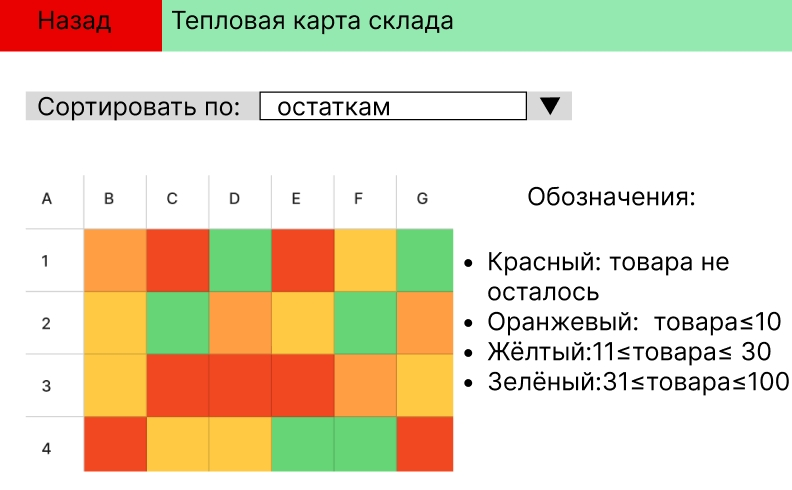 Назад Тепловая карта склада
Сортировать по: остаткам ▼
A B C D E F G
Обозначения:
1
2
3
4
• Красный: товара не
осталось
• Оранжевый:  товара≤10
• Жёлтый:11≤товара≤ 30
• Зелёный:31≤товара≤100